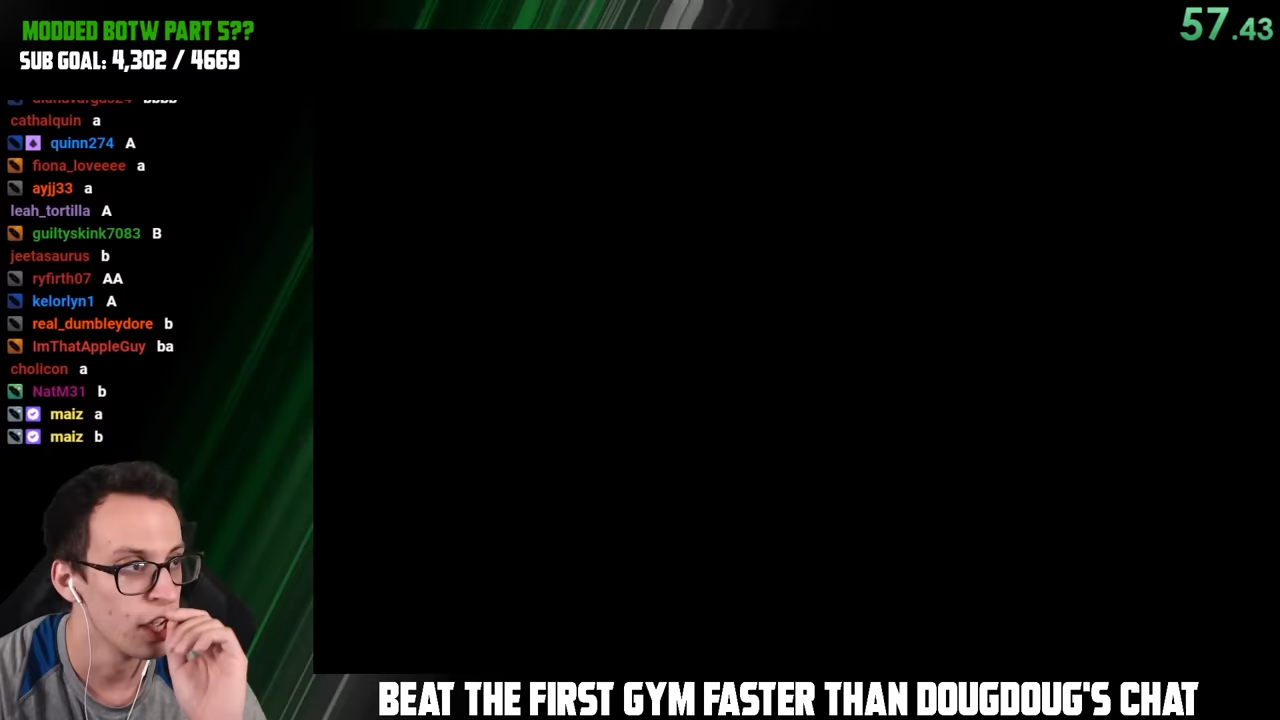 MODDED BOTW PART 5??
SUB GOAL: 4,302 / 4669
57.43
cathalquin a
quinn274 A
fiona_loveeee a
ayjj33 a
leah_tortilla A
guiltyskink7083 B
jeetasaurus b
ryfirth07 AA
kelorlyn1 A
real_dumbleydore b
ImThatAppleGuy ba
cholicon a
NatM31 b
maiz a
maiz b
BEAT THE FIRST GYM FASTER THAN DOUGDOUG'S CHAT